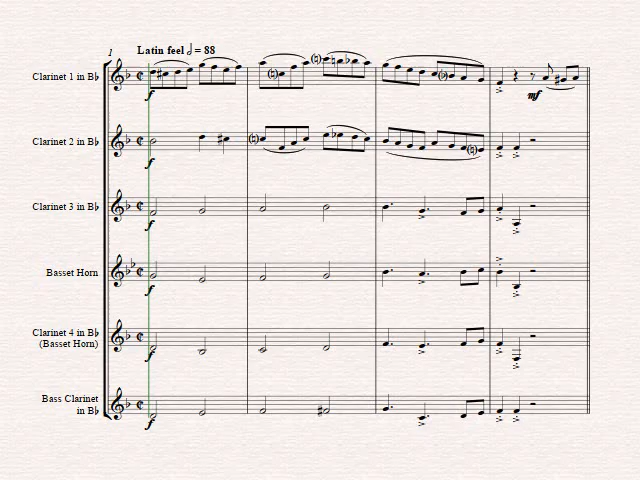 1
Latin feel 𝅗𝅥 = 88
Clarinet 1 in B♭
f
mf
Clarinet 2 in B♭
f
Clarinet 3 in B♭
f
Basset Horn
f
Clarinet 4 in B♭
(Basset Horn)
f
Bass Clarinet
in B♭
f